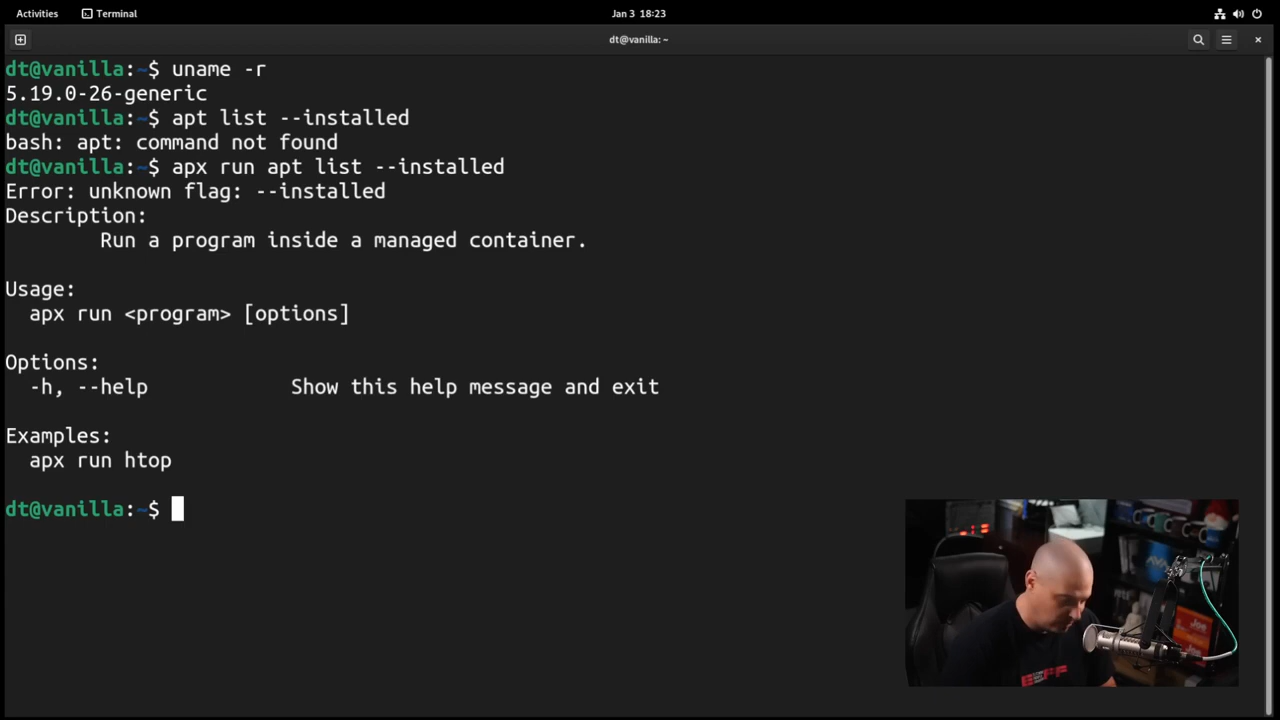 Activities
Terminal
Jan 3 18:23
dt@vanilla: ~
dt@vanilla:~$ uname -r
5.19.0-26-generic
dt@vanilla:~$ apt list --installed
bash: apt: command not found
dt@vanilla:~$ apx run apt list --installed
Error: unknown flag: --installed
Description:
        Run a program inside a managed container.
Usage:
  apx run <program> [options]
Options:
  -h, --help            Show this help message and exit
Examples:
  apx run htop
dt@vanilla:~$